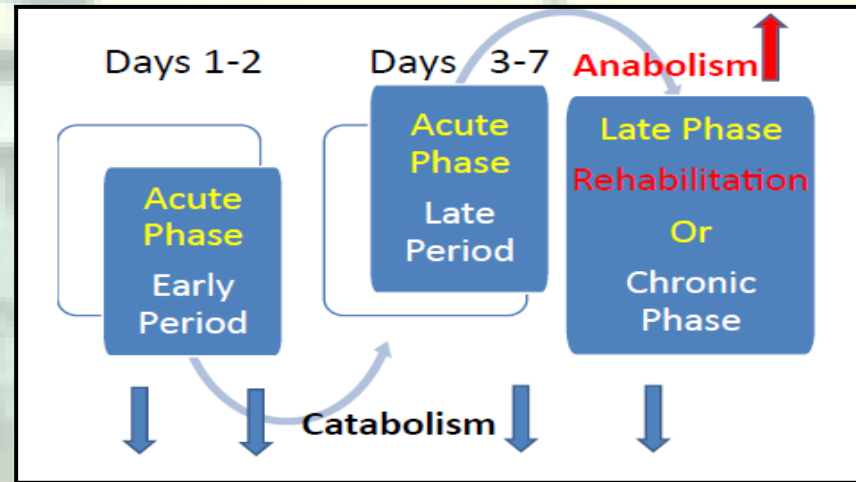 Days 1-2
Acute
Phase
Early
Period
Days 3-7
Acute
Phase
Late
Period
Anabolism
Late Phase
Rehabilitation
Or
Chronic
Phase
Catabolism